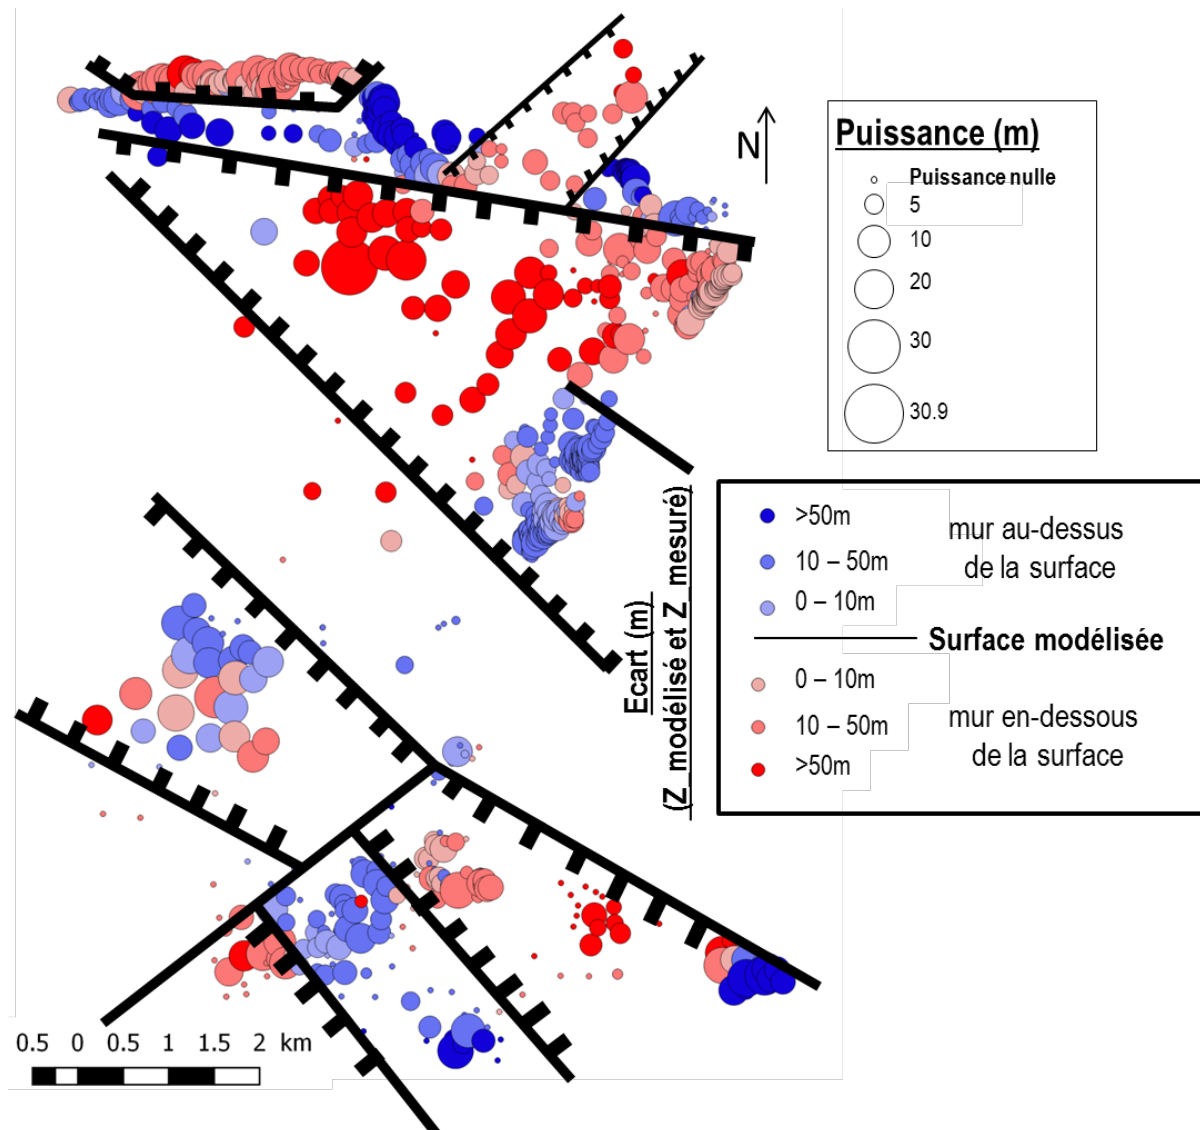 N
Puissance (m)
Puissance nulle
5
10
20
30
30.9
Ecart (m)
(Z_modélisé et Z_mesuré)
>50m
10 – 50m
0 – 10m
mur au-dessus
de la surface
Surface modélisée
0 – 10m
10 – 50m
>50m
mur en-dessous
de la surface
0.5 0 0.5 1 1.5 2 km